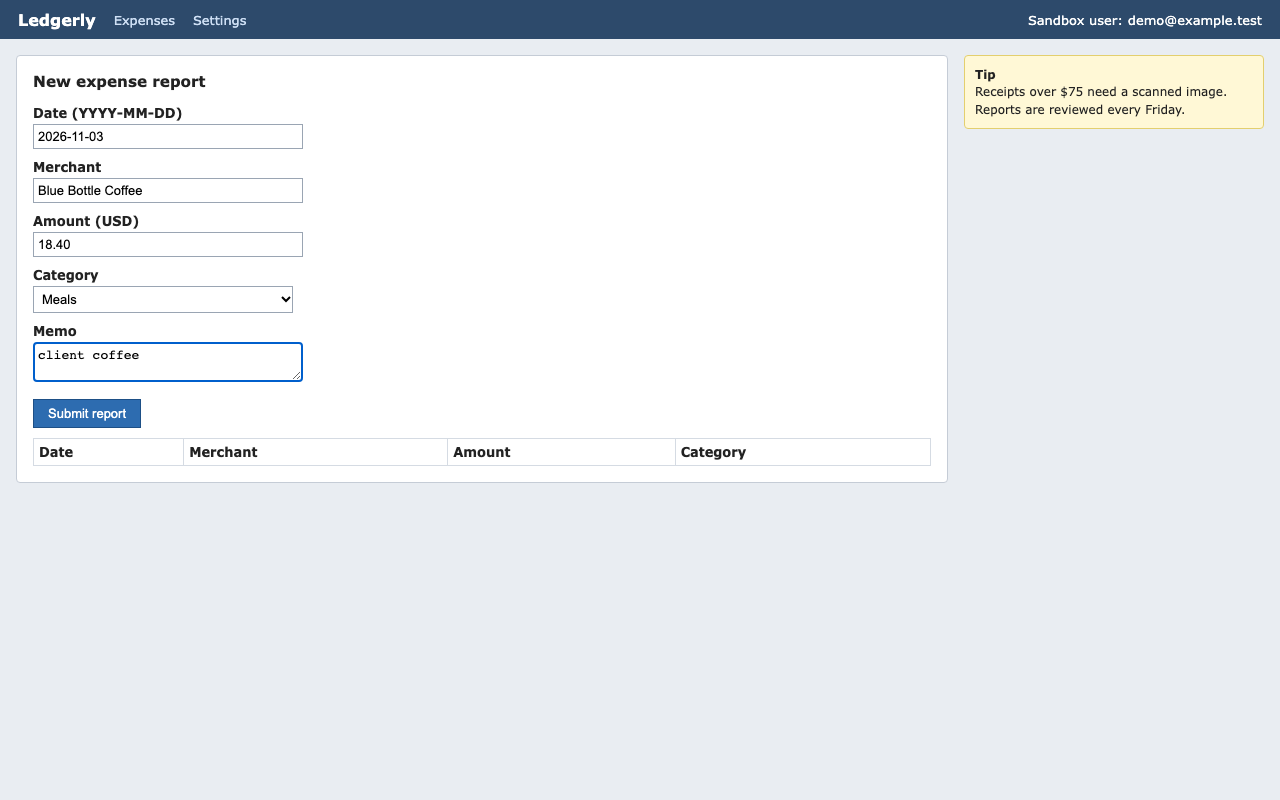 Ledgerly Expenses Settings Sandbox user: demo@example.test
New expense report
Date (YYYY-MM-DD)
2026-11-03
Merchant
Blue Bottle Coffee
Amount (USD)
18.40
Category
Meals
Memo
client coffee
Submit report
Date Merchant Amount Category
Tip
Receipts over $75 need a scanned image.
Reports are reviewed every Friday.